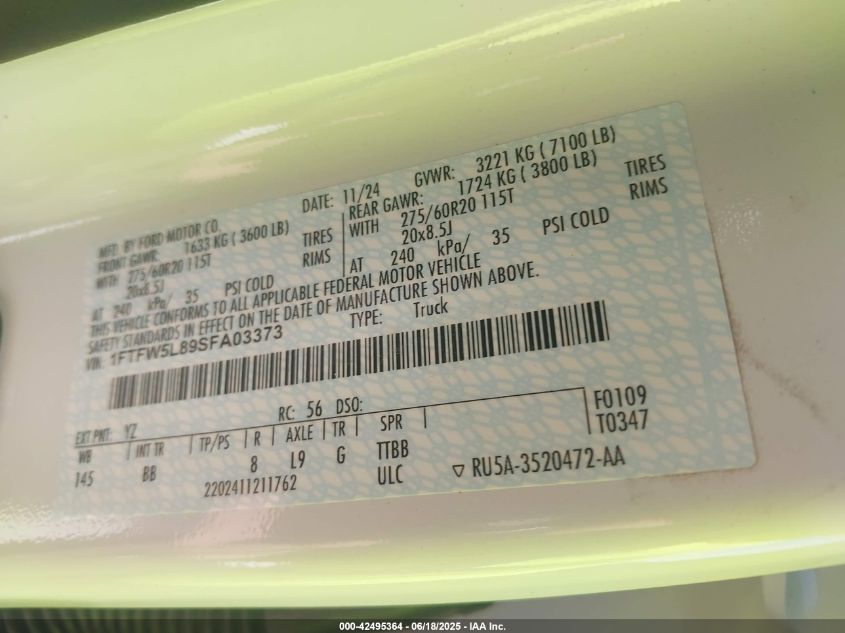 MFD. BY FORD MOTOR CO.
DATE: 11/24
GVWR: 3221 KG ( 7100 LB)
FRONT GAWR: 1633 KG ( 3600 LB)
REAR GAWR: 1724 KG ( 3800 LB)
WITH 275/60R20 115T TIRES
WITH 275/60R20 115T TIRES
20x8.5J RIMS
20x8.5J RIMS
AT 240 kPa/ 35 PSI COLD
AT 240 kPa/ 35 PSI COLD
THIS VEHICLE CONFORMS TO ALL APPLICABLE FEDERAL MOTOR VEHICLE
SAFETY STANDARDS IN EFFECT ON THE DATE OF MANUFACTURE SHOWN ABOVE.
VIN: 1FTFW5L89SFA03373
TYPE: Truck
EXT PNT: YZ RC: 56 DSO:
WB INT TR TP/PS R AXLE TR SPR
145 BB 8 L9 G TTBB
ULC
F0109
T0347
2202411211762
▽ RU5A-3520472-AA
000-42495364 - 06/18/2025 - IAA Inc.